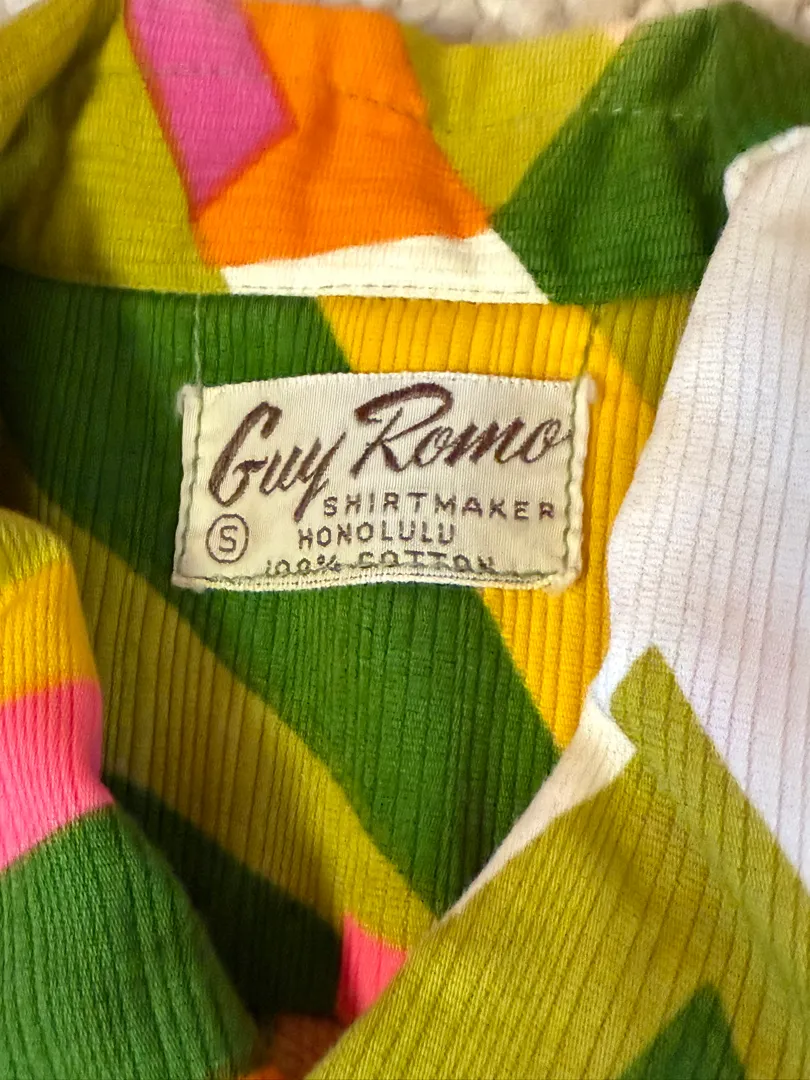 Guy Romo
SHIRTMAKER
HONOLULU
S
100% COTTON